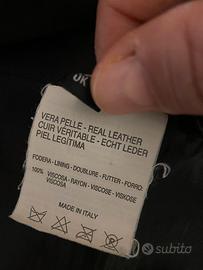 VERA PELLE - REAL LEATHER
CUIR VERITABLE - ECHT LEDER
PIEL LEGITIMA
FODERA - LINING - DOUBLURE - FUTTER - FORRO:
100% VISCOSA - RAYON - VISCOSE - VISKOSE
VISCOSA
MADE IN ITALY
subito